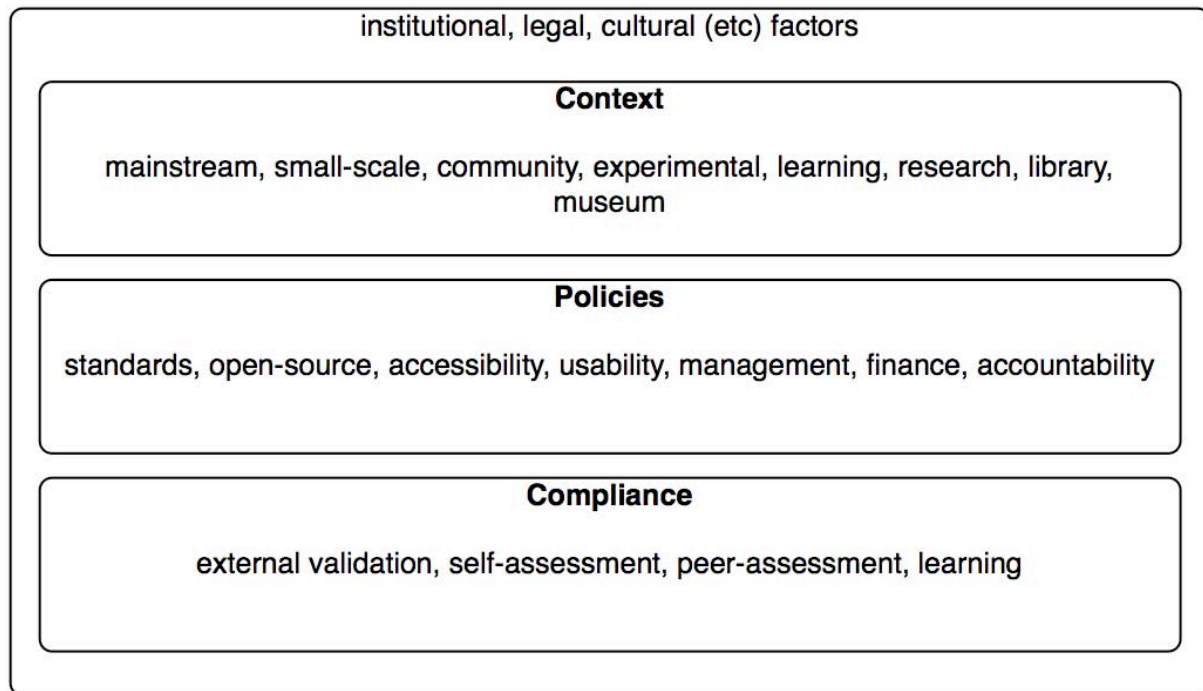 institutional, legal, cultural (etc) factors
Context
mainstream, small-scale, community, experimental, learning, research, library,
museum
Policies
standards, open-source, accessibility, usability, management, finance, accountability
Compliance
external validation, self-assessment, peer-assessment, learning